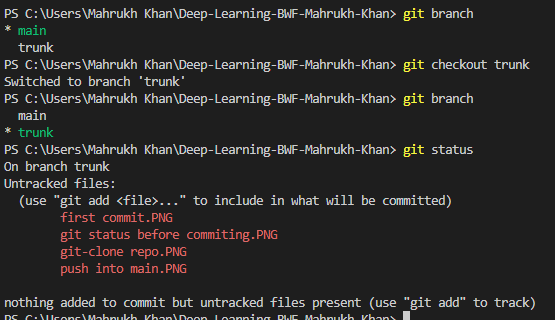 PS C:\Users\Mahrukh Khan\Deep-Learning-BWF-Mahrukh-Khan> git branch
* main
  trunk
PS C:\Users\Mahrukh Khan\Deep-Learning-BWF-Mahrukh-Khan> git checkout trunk
Switched to branch 'trunk'
PS C:\Users\Mahrukh Khan\Deep-Learning-BWF-Mahrukh-Khan> git branch
  main
* trunk
PS C:\Users\Mahrukh Khan\Deep-Learning-BWF-Mahrukh-Khan> git status
On branch trunk
Untracked files:
  (use "git add <file>..." to include in what will be committed)
        first commit.PNG
        git status before commiting.PNG
        git-clone repo.PNG
        push into main.PNG

nothing added to commit but untracked files present (use "git add" to track)
PS C:\Users\Mahrukh Khan\Deep-Learning-BWF-Mahrukh-Khan>